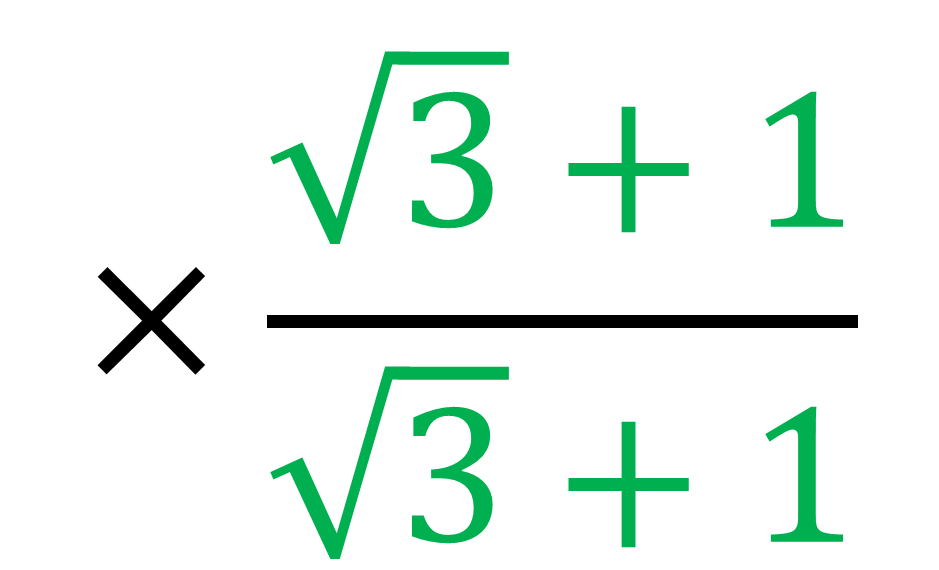 √3 + 1
×
√3 + 1